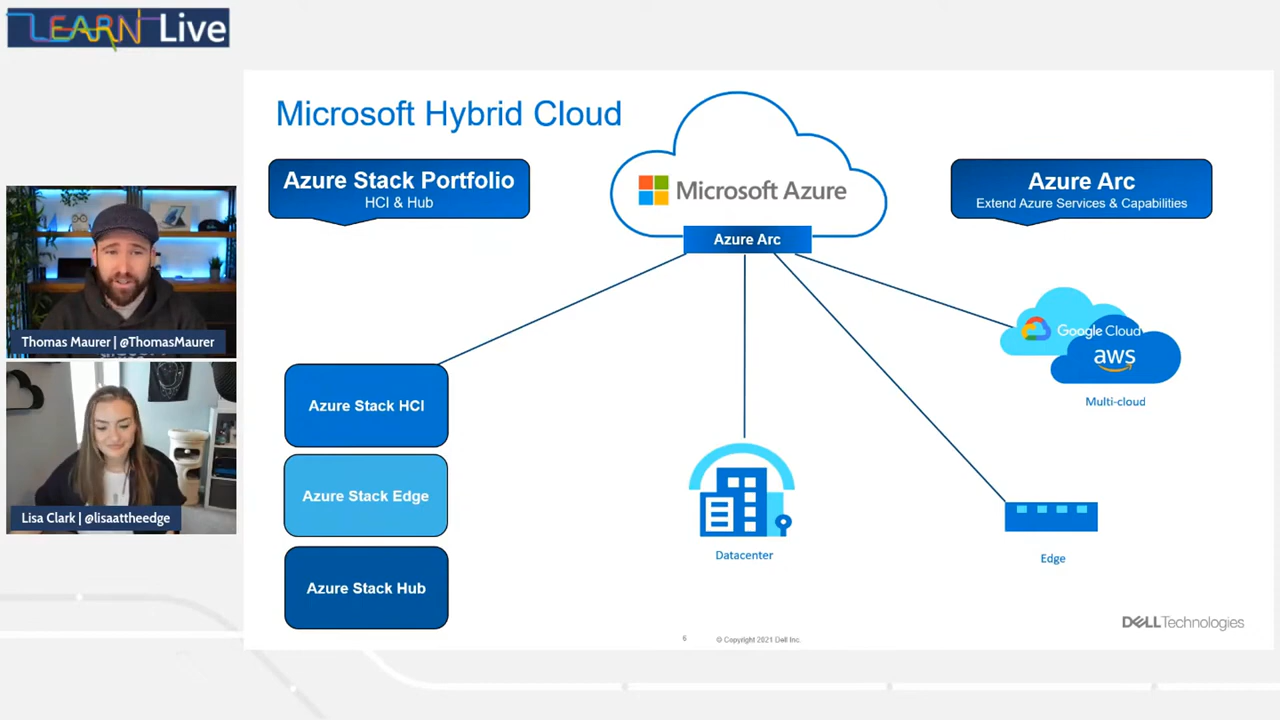 LEARN Live
Microsoft Hybrid Cloud
Azure Stack Portfolio
HCI & Hub
Microsoft Azure
Azure Arc
Azure Arc
Extend Azure Services & Capabilities
Thomas Maurer | @ThomasMaurer
Lisa Clark | @lisaattheedge
Google Cloud
aws
Multi-cloud
Azure Stack HCI
Azure Stack Edge
Azure Stack Hub
Datacenter
Edge
DELL Technologies
6
© Copyright 2021 Dell Inc.